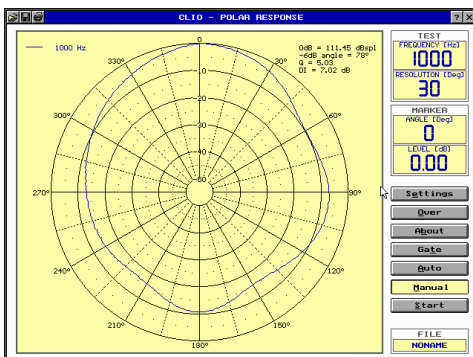 CLIO - POLAR RESPONSE
? x
1000 Hz
0dB = 111.45 dBspl
-6dB angle = 78°
Q = 5.03
DI = 7.02 dB
0
30°
60°
90°
120°
150°
180°
210°
240°
270°
300°
330°
-10
-20
-30
-40
-50
TEST
FREQUENCY [Hz]
1000
RESOLUTION [Deg]
30
MARKER
ANGLE [Deg]
0
LEVEL [dB]
0.00
Settings
Over
About
Gate
Auto
Manual
Start
FILE
NONAME